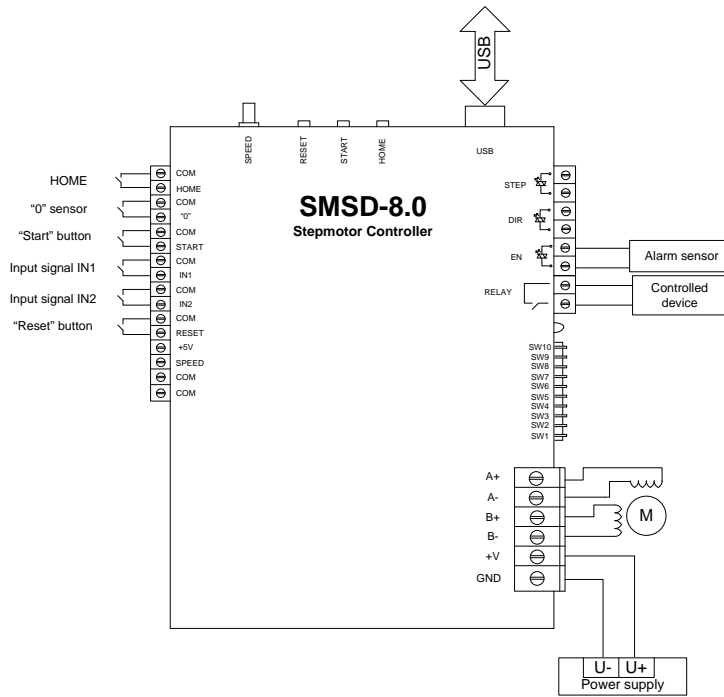 USB
SPEED
RESET
START
HOME
USB
SMSD-8.0
Stepmotor Controller
HOME
"0" sensor
"Start" button
Input signal IN1
Input signal IN2
"Reset" button
COM
HOME
COM
"0"
COM
START
COM
IN1
COM
IN2
COM
RESET
+5V
SPEED
COM
COM
STEP
DIR
EN
RELAY
Alarm sensor
Controlled
device
SW10
SW9
SW8
SW7
SW6
SW5
SW4
SW3
SW2
SW1
A+
A-
B+
B-
+V
GND
M
U- U+
Power supply